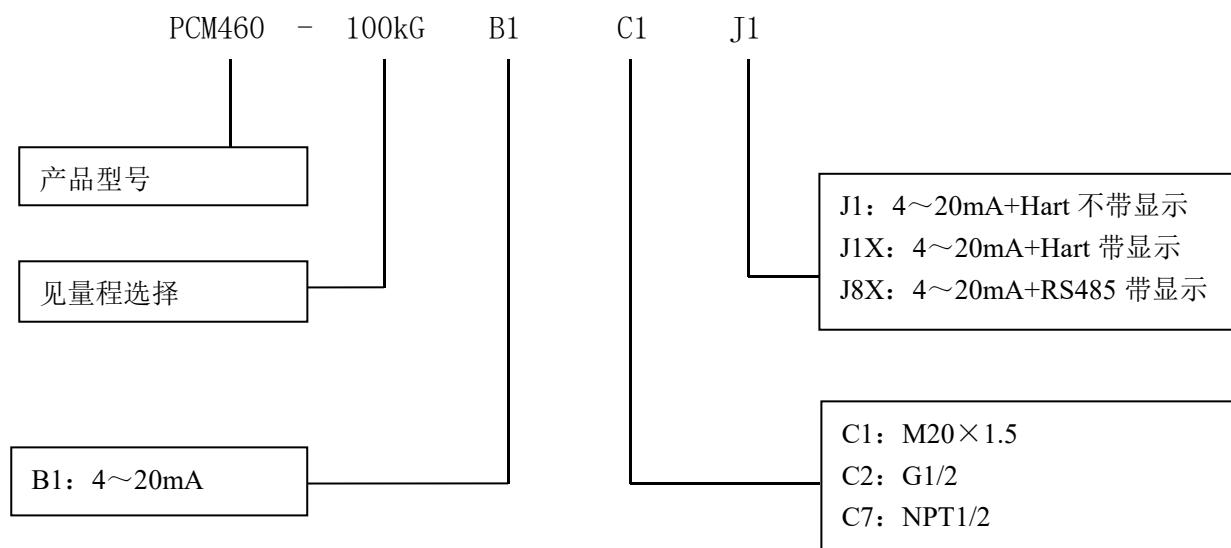 PCM460 - 100kG B1 C1 J1
产品型号
见量程选择
B1：4～20mA
J1：4～20mA+Hart 不带显示
J1X：4～20mA+Hart 带显示
J8X：4～20mA+RS485 带显示
C1：M20×1.5
C2：G1/2
C7：NPT1/2